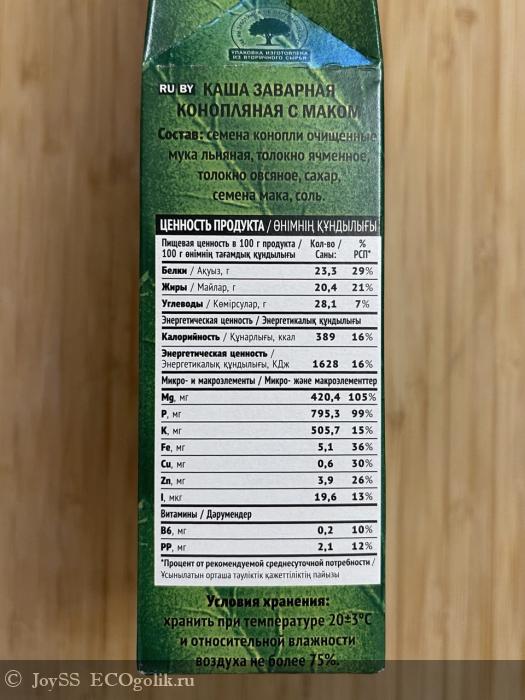 УПАКОВКА ИЗГОТОВЛЕНА
ИЗ ВТОРИЧНОГО СЫРЬЯ
RU BY КАША ЗАВАРНАЯ
КОНОПЛЯНАЯ С МАКОМ
Состав: семена конопли очищенные
мука льняная, толокно ячменное,
толокно овсяное, сахар,
семена мака, соль.
ЦЕННОСТЬ ПРОДУКТА / ӨНІМНІҢ ҚҰНДЫЛЫҒЫ
Пищевая ценность в 100 г продукта / Кол-во / %
100 г өнімнің тағамдық құндылығы Саны: РСП*
Белки / Ақуыз, г 23,3 29%
Жиры / Майлар, г 20,4 21%
Углеводы / Көмірсулар, г 28,1 7%
Энергетическая ценность / Энергетикалық құндылығы
Калорийность / Құнарлығы, ккал 389 16%
Энергетическая ценность /
Энергетикалық құндылығы, КДж 1628 16%
Микро- и макроэлементы / Микро- және макроэлементтер
Mg, мг 420,4 105%
P, мг 795,3 99%
K, мг 505,7 15%
Fe, мг 5,1 36%
Cu, мг 0,6 30%
Zn, мг 3,9 26%
I, мкг 19,6 13%
Витамины / Дәрумендер
B6, мг 0,2 10%
PP, мг 2,1 12%
*Процент от рекомендуемой среднесуточной потребности /
Ұсынылатын орташа тәуліктік қажеттіліктің пайызы
Условия хранения:
хранить при температуре 20±3°С
и относительной влажности
воздуха не более 75%.
JoySS ECOgolik.ru